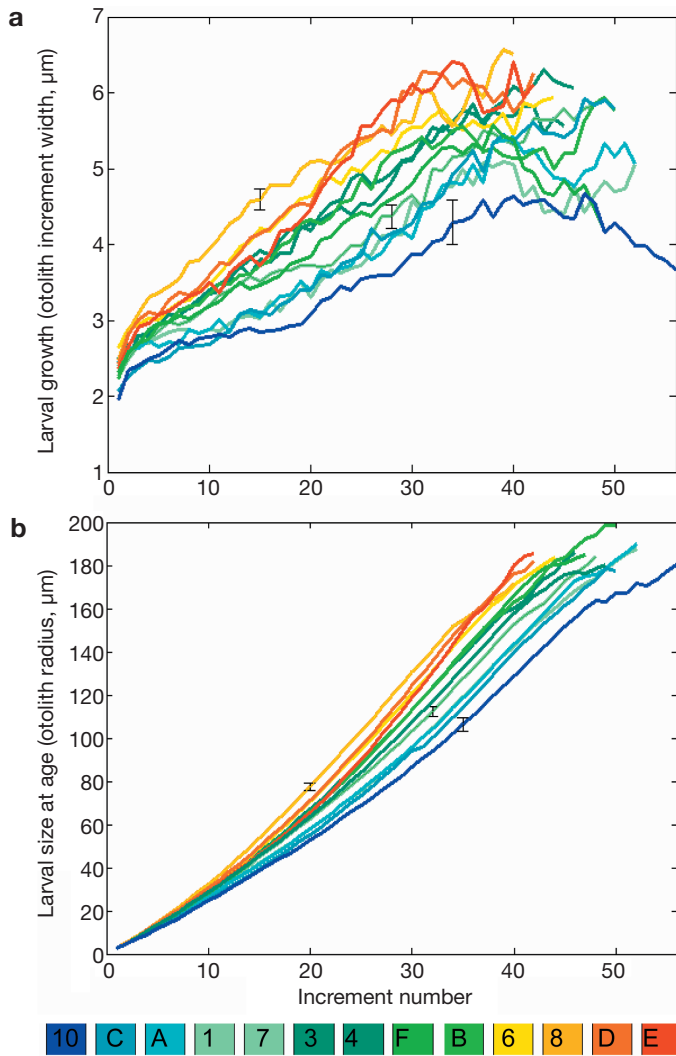 a
Larval growth (otolith increment width, µm)
7
6
5
4
3
2
1
0 10 20 30 40 50
b
Larval size at age (otolith radius, µm)
200
180
160
140
120
100
80
60
40
20
0
0 10 20 30 40 50
Increment number
10 C A 1 7 3 4 F B 6 8 D E